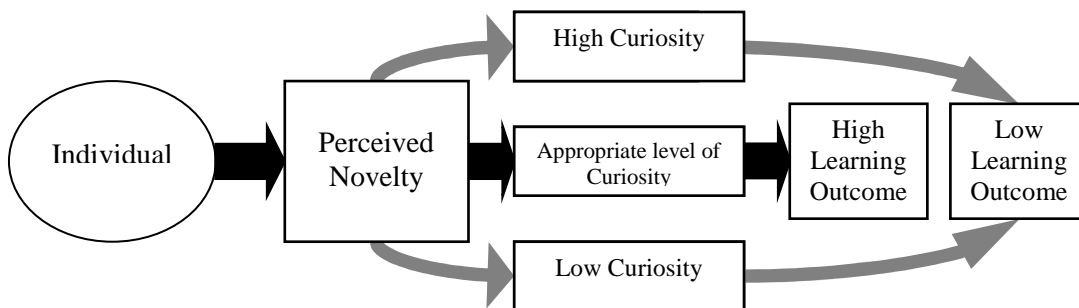 Individual
Perceived
Novelty
High Curiosity
Appropriate level of
Curiosity
Low Curiosity
High
Learning
Outcome
Low
Learning
Outcome